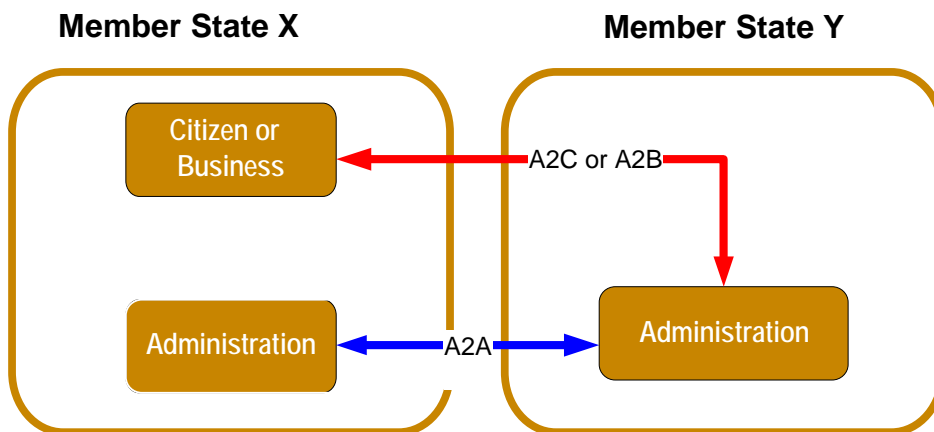 Member State X
Member State Y
Citizen or
Business
A2C or A2B
Administration
A2A
Administration